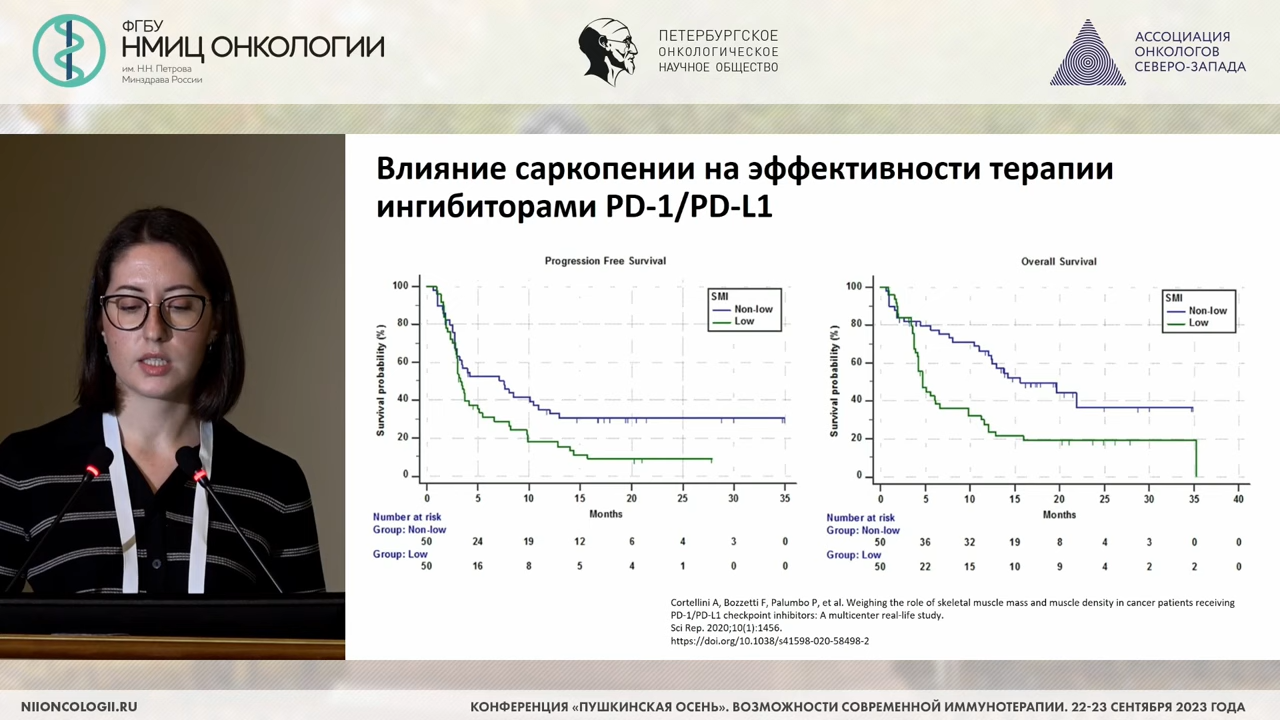 ФГБУ
НМИЦ ОНКОЛОГИИ
им. Н.Н. Петрова
Минздрава России
ПЕТЕРБУРГСКОЕ
ОНКОЛОГИЧЕСКОЕ
НАУЧНОЕ ОБЩЕСТВО
АССОЦИАЦИЯ
ОНКОЛОГОВ
СЕВЕРО-ЗАПАДА
Влияние саркопении на эффективности терапии
ингибиторами PD-1/PD-L1
Progression Free Survival
SMI
Non-low
Low
Survival probability (%)
100
80
60
40
20
0
0 5 10 15 20 25 30 35
Months
Number at risk
Group: Non-low
50 24 19 12 6 4 3 0
Group: Low
50 16 8 5 4 1 0 0
Overall Survival
SMI
Non-low
Low
Survival probability (%)
100
80
60
40
20
0
0 5 10 15 20 25 30 35 40
Months
Number at risk
Group: Non-low
50 36 32 19 8 4 3 0 0
Group: Low
50 22 15 10 9 4 2 2 0
Cortellini A, Bozzetti F, Palumbo P, et al. Weighing the role of skeletal muscle mass and muscle density in cancer patients receiving
PD-1/PD-L1 checkpoint inhibitors: A multicenter real-life study.
Sci Rep. 2020;10(1):1456.
https://doi.org/10.1038/s41598-020-58498-2
NIIONCOLOGII.RU
КОНФЕРЕНЦИЯ «ПУШКИНСКАЯ ОСЕНЬ». ВОЗМОЖНОСТИ СОВРЕМЕННОЙ ИММУНОТЕРАПИИ. 22-23 СЕНТЯБРЯ 2023 ГОДА